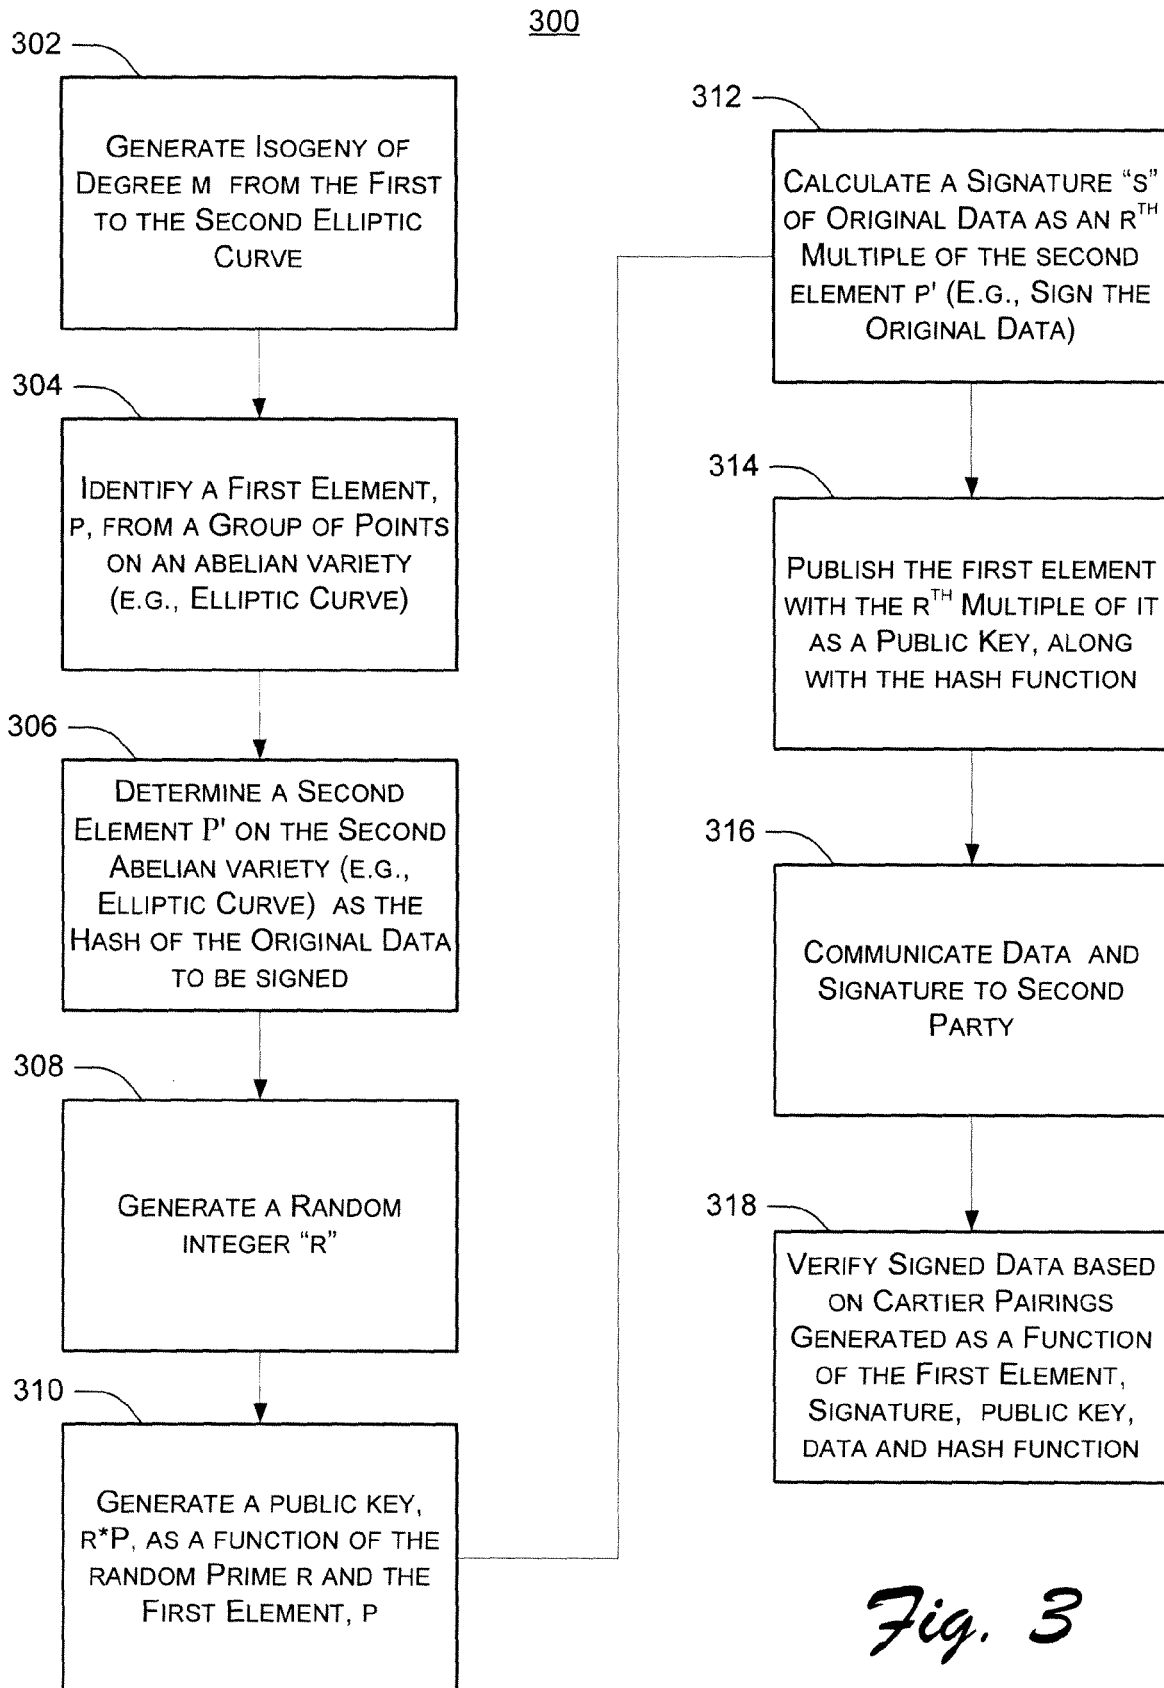 300
302
GENERATE ISOGENY OF
DEGREE M FROM THE FIRST
TO THE SECOND ELLIPTIC
CURVE
304
IDENTIFY A FIRST ELEMENT,
P, FROM A GROUP OF POINTS
ON AN ABELIAN VARIETY
(E.G., ELLIPTIC CURVE)
306
DETERMINE A SECOND
ELEMENT P' ON THE SECOND
ABELIAN VARIETY (E.G.,
ELLIPTIC CURVE) AS THE
HASH OF THE ORIGINAL DATA
TO BE SIGNED
308
GENERATE A RANDOM
INTEGER “R”
310
GENERATE A PUBLIC KEY,
R*P, AS A FUNCTION OF THE
RANDOM PRIME R AND THE
FIRST ELEMENT, P
312
CALCULATE A SIGNATURE “S”
OF ORIGINAL DATA AS AN RTH
MULTIPLE OF THE SECOND
ELEMENT P' (E.G., SIGN THE
ORIGINAL DATA)
314
PUBLISH THE FIRST ELEMENT
WITH THE RTH MULTIPLE OF IT
AS A PUBLIC KEY, ALONG
WITH THE HASH FUNCTION
316
COMMUNICATE DATA AND
SIGNATURE TO SECOND
PARTY
318
VERIFY SIGNED DATA BASED
ON CARTIER PAIRINGS
GENERATED AS A FUNCTION
OF THE FIRST ELEMENT,
SIGNATURE, PUBLIC KEY,
DATA AND HASH FUNCTION
Fig. 3